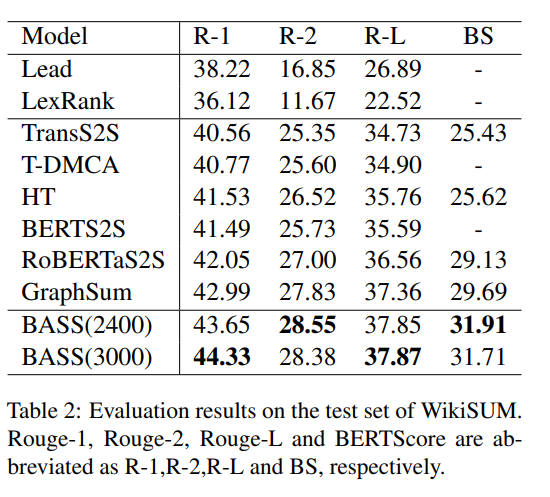 Model R-1 R-2 R-L BS
Lead 38.22 16.85 26.89 -
LexRank 36.12 11.67 22.52 -
TransS2S 40.56 25.35 34.73 25.43
T-DMCA 40.77 25.60 34.90 -
HT 41.53 26.52 35.76 25.62
BERTS2S 41.49 25.73 35.59 -
RoBERTaS2S 42.05 27.00 36.56 29.13
GraphSum 42.99 27.83 37.36 29.69
BASS(2400) 43.65 28.55 37.85 31.91
BASS(3000) 44.33 28.38 37.87 31.71
Table 2: Evaluation results on the test set of WikiSUM.
Rouge-1, Rouge-2, Rouge-L and BERTScore are ab-
breviated as R-1,R-2,R-L and BS, respectively.